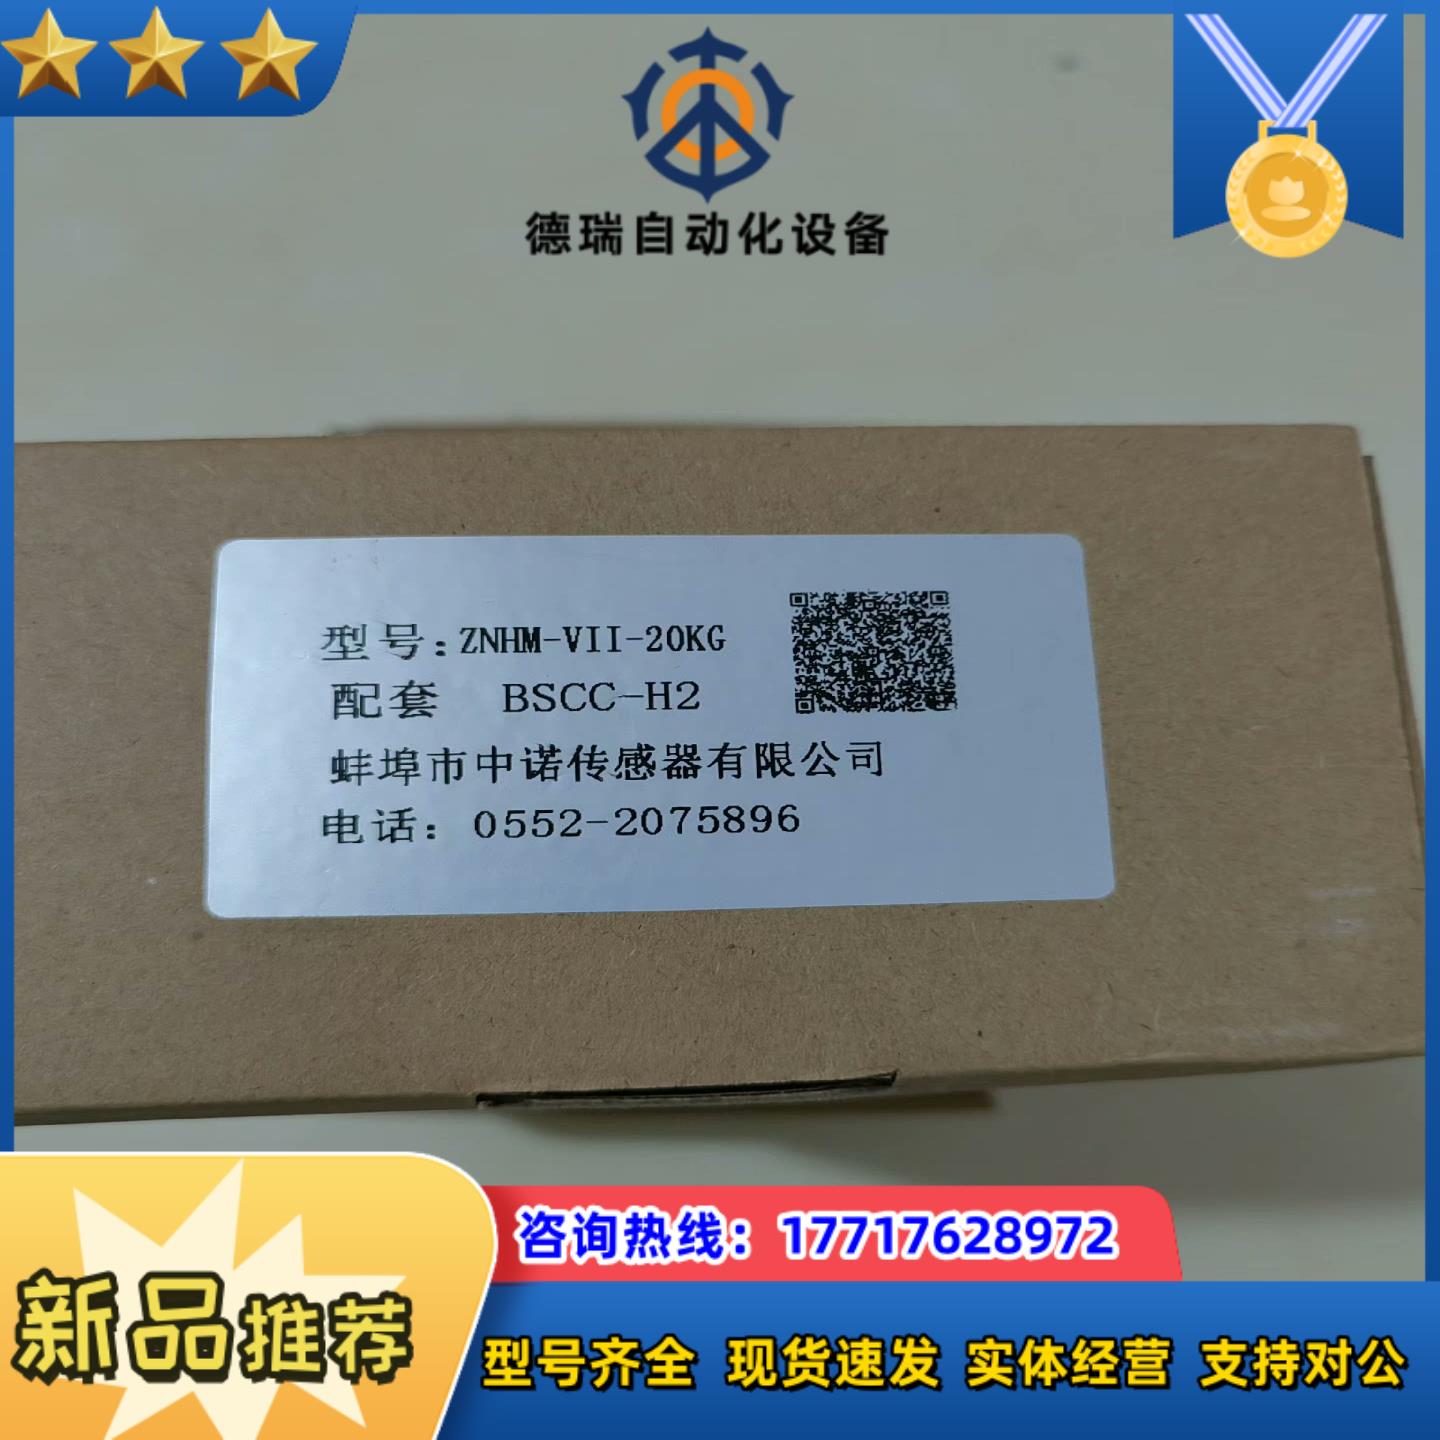 德瑞自动化设备
型号:ZNHM-VII-20KG
配套 BSCC-H2
蚌埠市中诺传感器有限公司
电话: 0552-2075896
咨询热线: 17717628972
新品推荐
型号齐全 现货速发 实体经营 支持对公